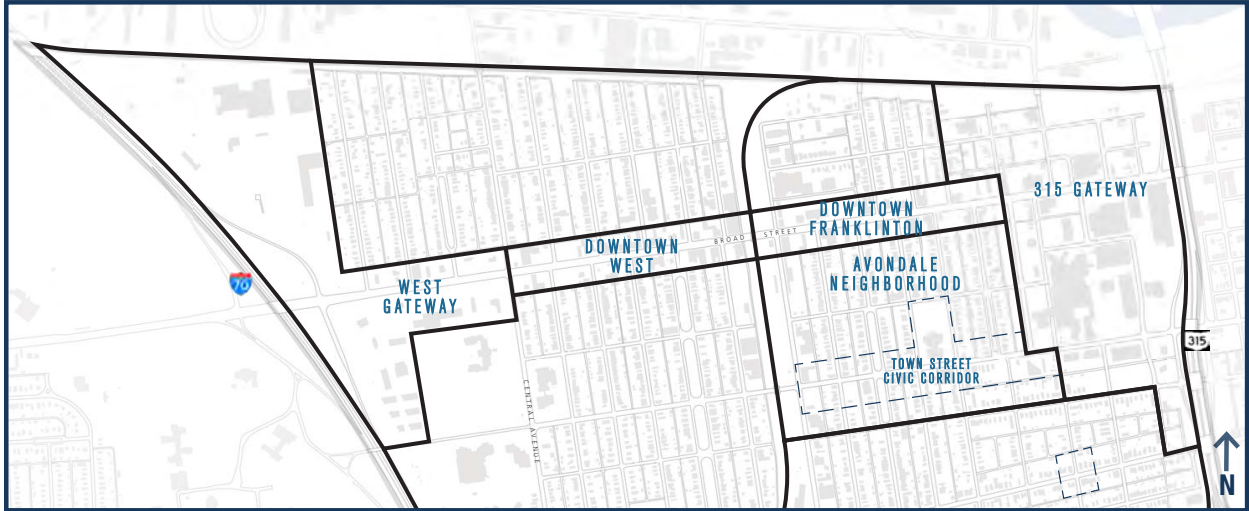 315 GATEWAY
DOWNTOWN
FRANKLINTON
BROAD STREET
DOWNTOWN
WEST
AVONDALE
NEIGHBORHOOD
70
WEST
GATEWAY
315
TOWN STREET
CIVIC CORRIDOR
CENTRAL AVENUE
N